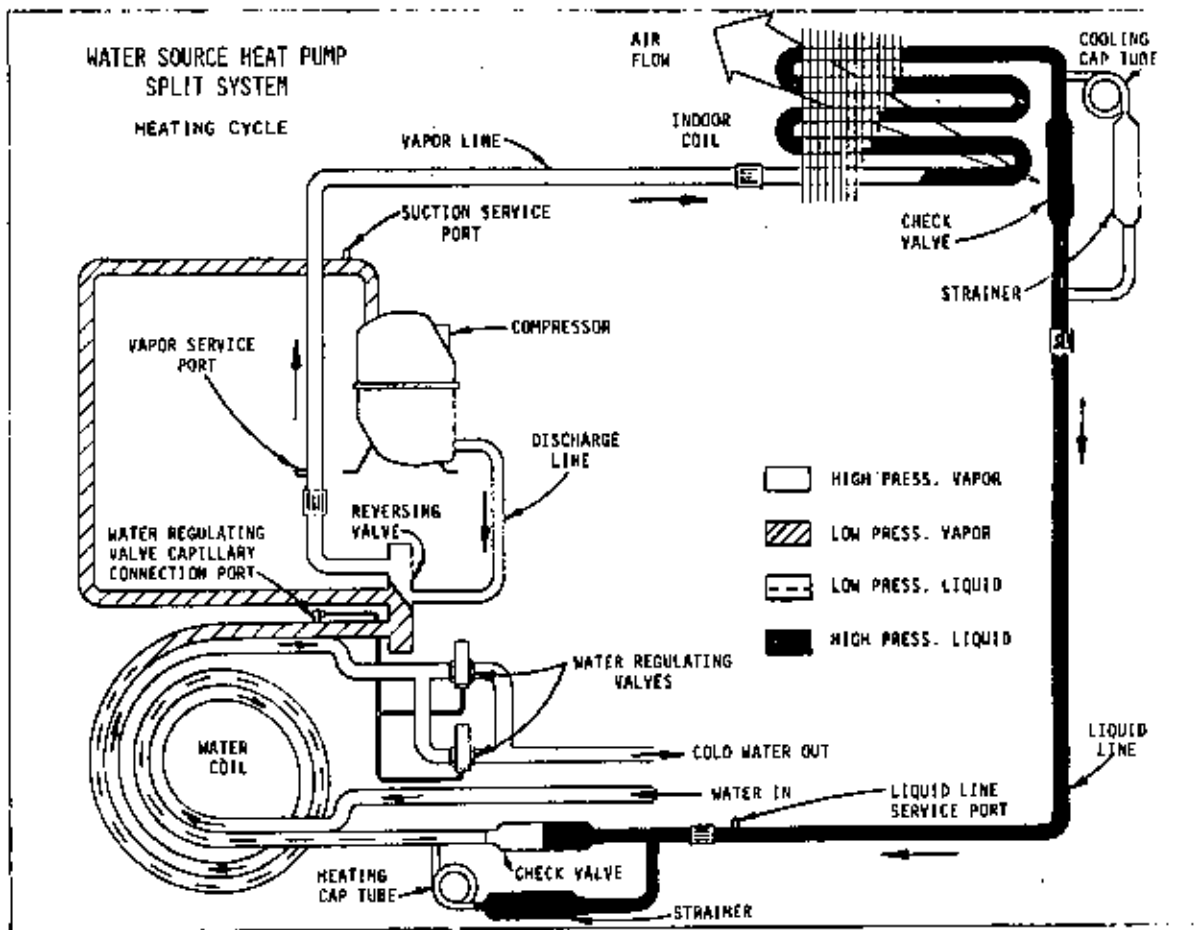 WATER SOURCE HEAT PUMP
SPLIT SYSTEM
HEATING CYCLE
AIR
FLOW
COOLING
CAP TUBE
INDOOR
COIL
VAPOR LINE
SUCTION SERVICE
PORT
CHECK
VALVE
STRAINER
COMPRESSOR
VAPOR SERVICE
PORT
DISCHARGE
LINE
HIGH PRESS. VAPOR
REVERSING
VALVE
WATER REGULATING
VALVE CAPILLARY
CONNECTION PORT
LOW PRESS. VAPOR
LOW PRESS. LIQUID
HIGH PRESS. LIQUID
WATER REGULATING
VALVES
WATER
COIL
COLD WATER OUT
LIQUID
LINE
WATER IN
LIQUID LINE
SERVICE PORT
HEATING
CAP TUBE
CHECK VALVE
STRAINER